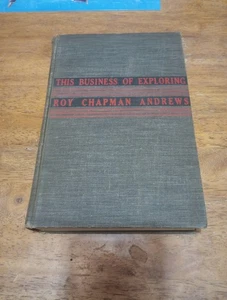 THIS BUSINESS OF EXPLORING
ROY CHAPMAN ANDREWS